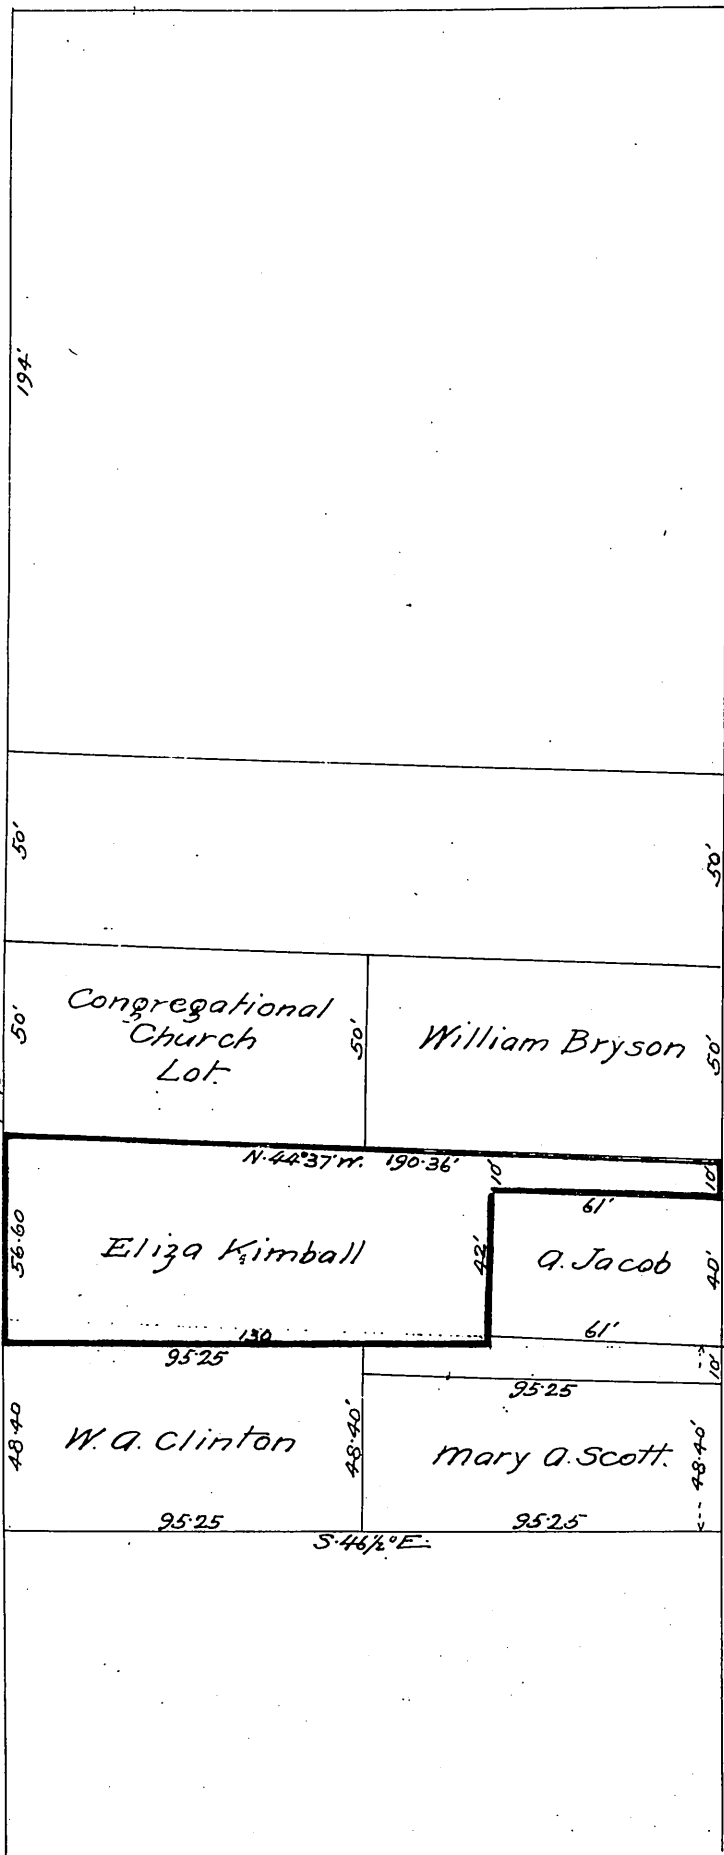 194'
50'
50'
Congregational
Church
Lot.
50'
50'
William Bryson
50'
N. 44°37' W. 190.36'
10'
10'
61'
56.60
Eliza Kimball
42'
A. Jacob
40'
130
61'
95.25
10'
95.25
48.40
W. A. Clinton
48.40'
Mary A. Scott.
48.40'
95.25
95.25
S. 46½° E.